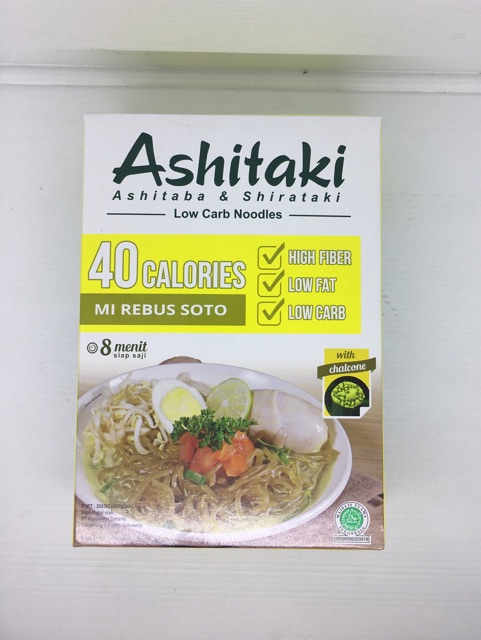 Ashitaki
Ashitaba & Shirataki
Low Carb Noodles
40 CALORIES
HIGH FIBER
LOW FAT
LOW CARB
MI REBUS SOTO
8 menit
siap saji
with
chalcone
Indonesia